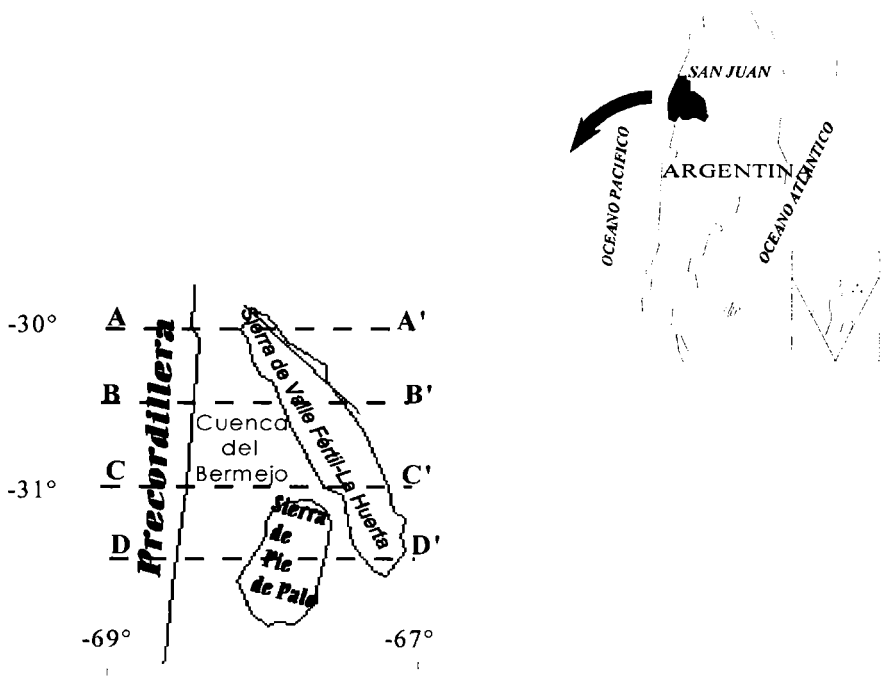 SAN JUAN
ARGENTINA
OCEANO PACIFICO
OCEANO ATLANTICO
-30°
A
A'
Precordillera
Sierra de Valle Fértil-La Huerta
B
B'
Cuenca
del
Bermejo
-31°
C
C'
Sierra
de
Pie
de Palo
D
D'
-69°
-67°